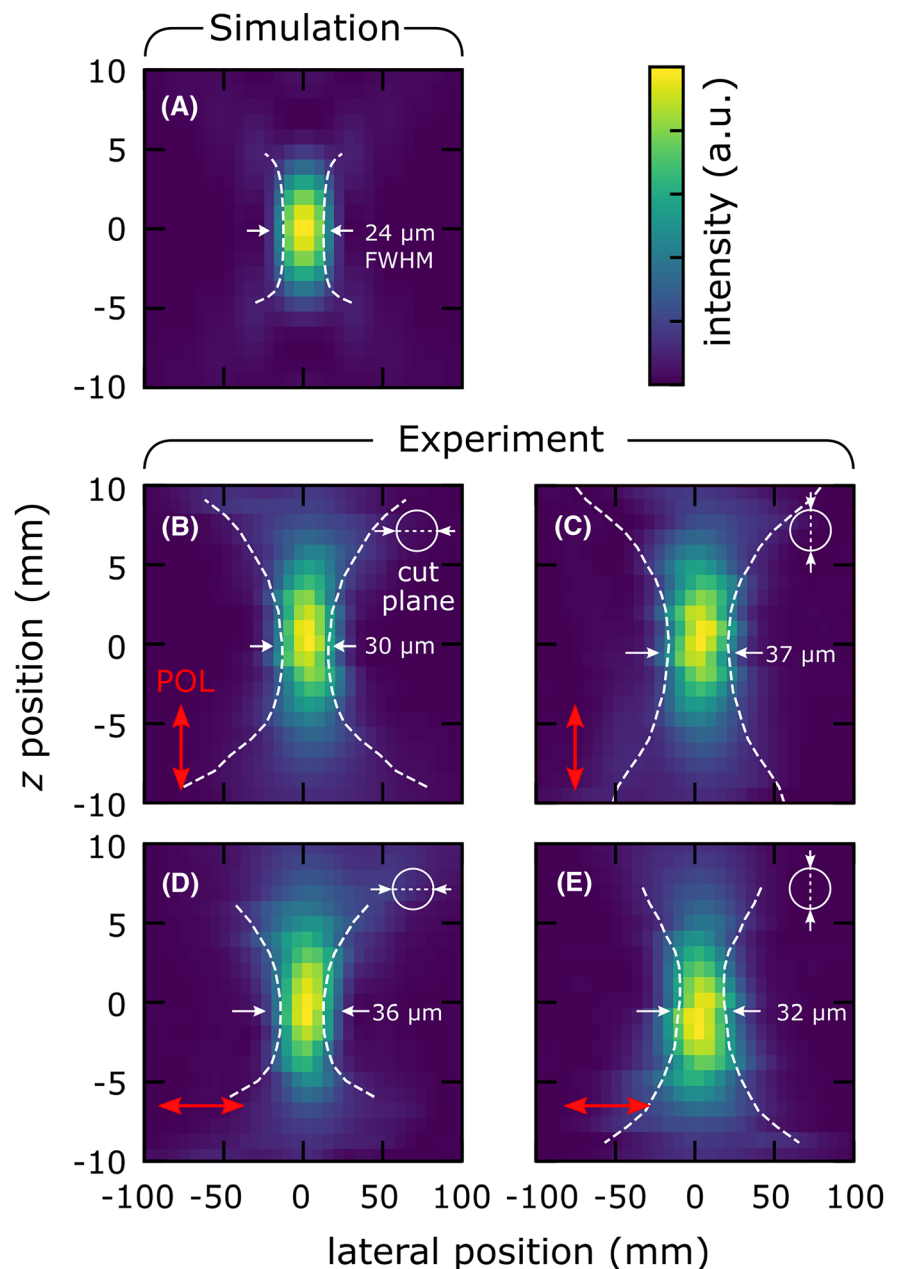 Simulation
10
5
0
-5
-10
(A)
24 µm
FWHM
intensity (a.u.)
Experiment
z position (mm)
10
5
0
-5
-10
(B)
cut
plane
30 µm
POL
(C)
37 µm
10
5
0
-5
-10
(D)
36 µm
(E)
32 µm
-100 -50 0 50 -100 -50 0 50 100
lateral position (mm)